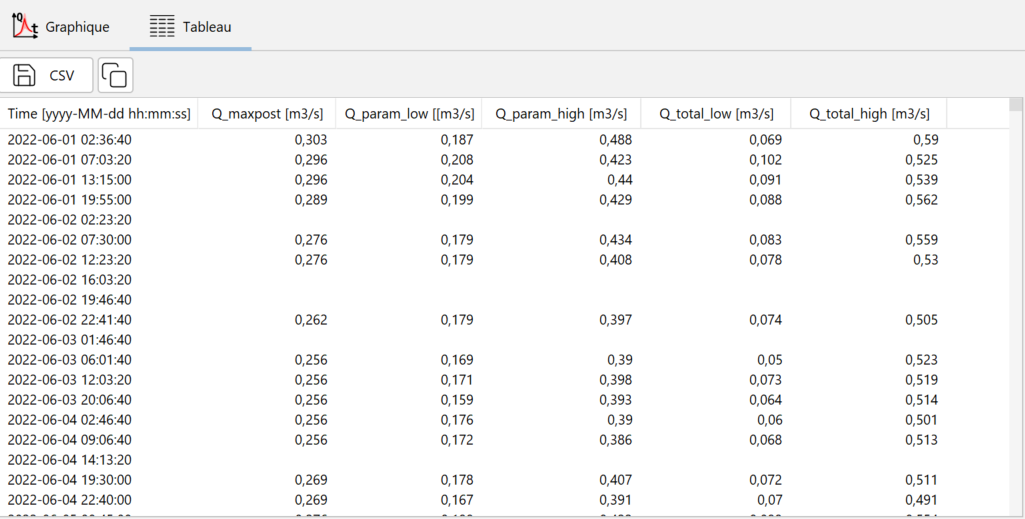 Graphique Tableau
CSV
Time [yyyy-MM-dd hh:mm:ss] Q_maxpost [m3/s] Q_param_low [[m3/s] Q_param_high [m3/s] Q_total_low [m3/s] Q_total_high [m3/s]
2022-06-01 02:36:40 0,303 0,187 0,488 0,069 0,59
2022-06-01 07:03:20 0,296 0,208 0,423 0,102 0,525
2022-06-01 13:15:00 0,296 0,204 0,44 0,091 0,539
2022-06-01 19:55:00 0,289 0,199 0,429 0,088 0,562
2022-06-02 02:23:20
2022-06-02 07:30:00 0,276 0,179 0,434 0,083 0,559
2022-06-02 12:23:20 0,276 0,179 0,408 0,078 0,53
2022-06-02 16:03:20
2022-06-02 19:46:40
2022-06-02 22:41:40 0,262 0,179 0,397 0,074 0,505
2022-06-03 01:46:40
2022-06-03 06:01:40 0,256 0,169 0,39 0,05 0,523
2022-06-03 12:03:20 0,256 0,171 0,398 0,073 0,519
2022-06-03 20:06:40 0,256 0,159 0,393 0,064 0,514
2022-06-04 02:46:40 0,256 0,176 0,39 0,06 0,501
2022-06-04 09:06:40 0,256 0,172 0,386 0,068 0,513
2022-06-04 14:13:20
2022-06-04 19:30:00 0,269 0,178 0,407 0,072 0,511
2022-06-04 22:40:00 0,269 0,167 0,391 0,07 0,491